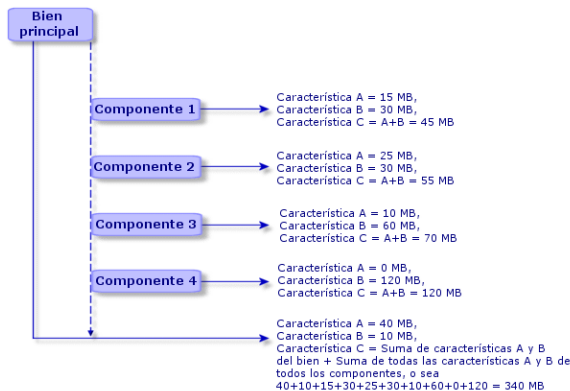 Bien
principal
Componente 1
Característica A = 15 MB,
Característica B = 30 MB,
Característica C = A+B = 45 MB
Componente 2
Característica A = 25 MB,
Característica B = 30 MB,
Característica C = A+B = 55 MB
Componente 3
Característica A = 10 MB,
Característica B = 60 MB,
Característica C = A+B = 70 MB
Componente 4
Característica A = 0 MB,
Característica B = 120 MB,
Característica C = A+B = 120 MB
Característica A = 40 MB,
Característica B = 10 MB,
Característica C = Suma de características A y B
del bien + Suma de todas las características A y B de
todos los componentes, o sea
40+10+15+30+25+30+10+60+0+120 = 340 MB